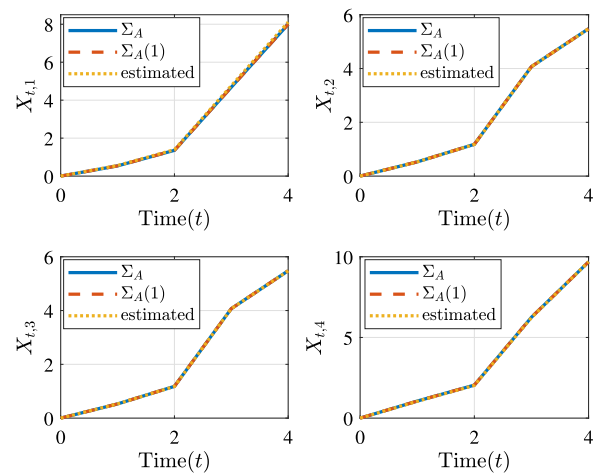 8
6
4
2
0
X_{t,1}
Σ_A
Σ_A(1)
estimated
0 2 4
Time(t)
6
4
2
0
X_{t,2}
Σ_A
Σ_A(1)
estimated
0 2 4
Time(t)
6
4
2
0
X_{t,3}
Σ_A
Σ_A(1)
estimated
0 2 4
Time(t)
10
5
0
X_{t,4}
Σ_A
Σ_A(1)
estimated
0 2 4
Time(t)